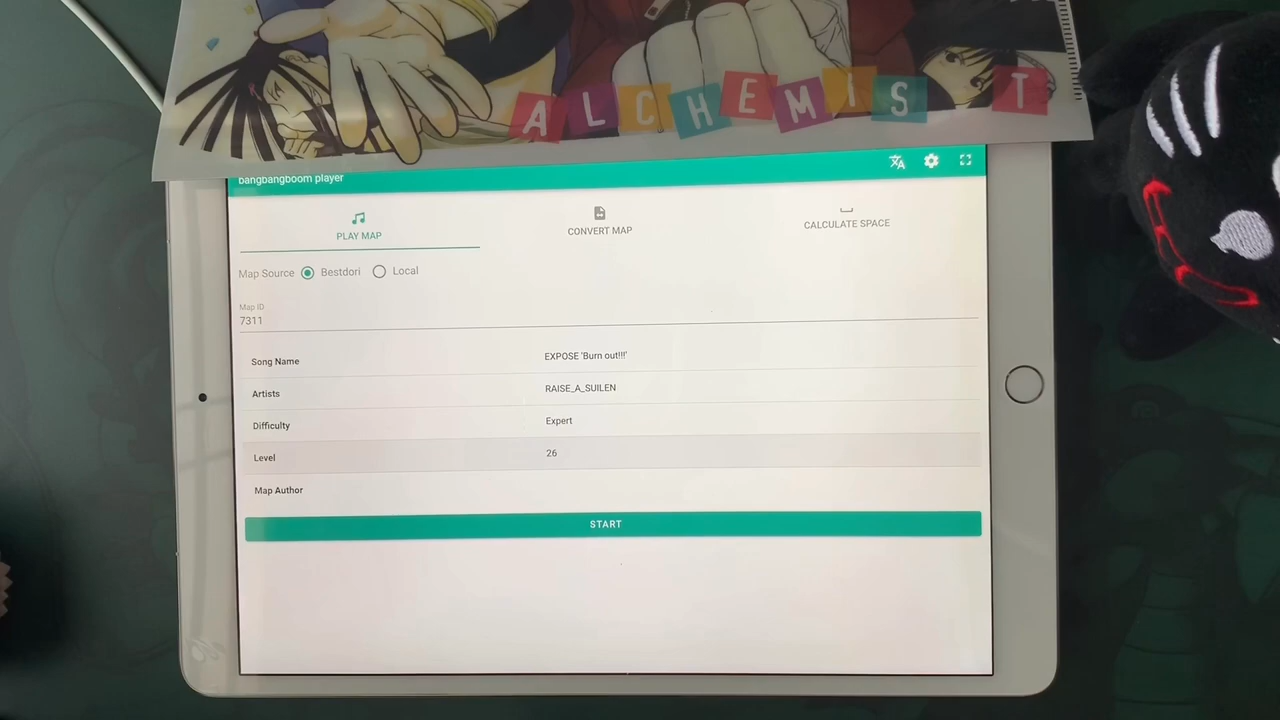 ALCHEMIST
bangbangboom player
PLAY MAP
CONVERT MAP
CALCULATE SPACE
Map Source Bestdori Local
Map ID
7311
Song Name EXPOSE 'Burn out!!!'
Artists RAISE_A_SUILEN
Difficulty Expert
Level 26
Map Author
START